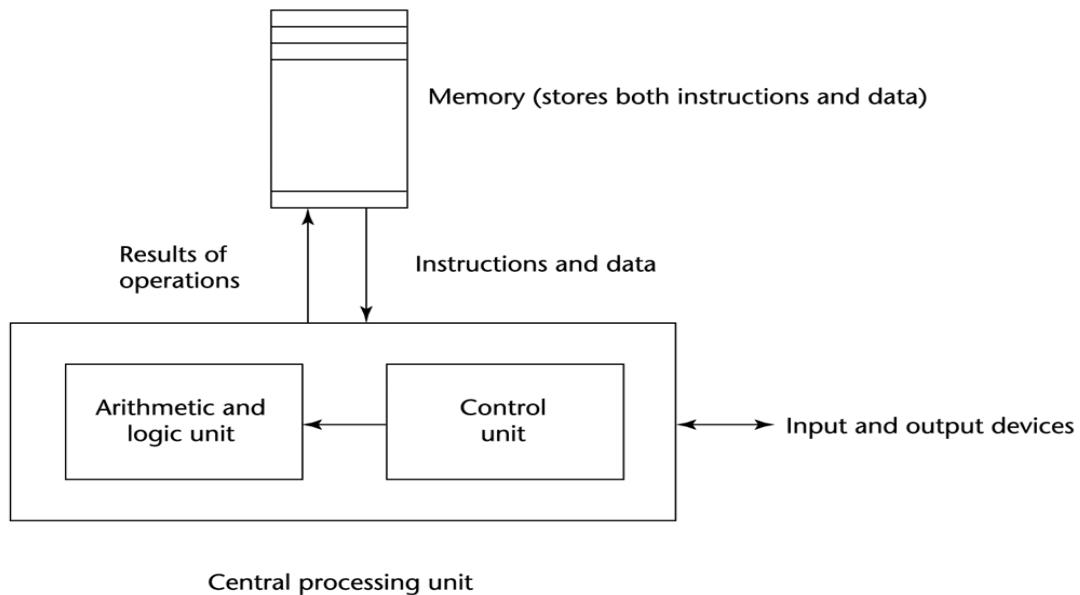 Memory (stores both instructions and data)
Results of
operations
Instructions and data
Arithmetic and
logic unit
Control
unit
Input and output devices
Central processing unit